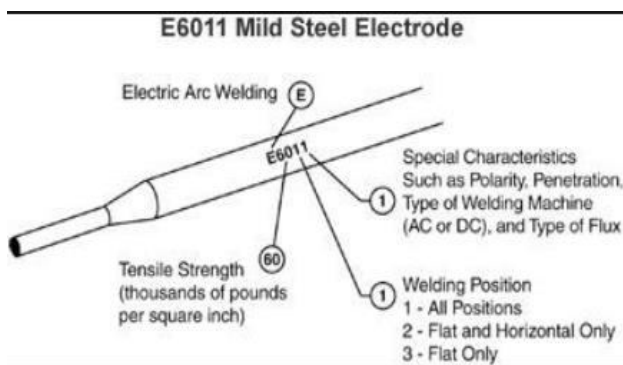 E6011 Mild Steel Electrode
Electric Arc Welding E
E6011
Special Characteristics
Such as Polarity, Penetration,
1 Type of Welding Machine
(AC or DC), and Type of Flux
Tensile Strength 60
(thousands of pounds
per square inch)
1 Welding Position
1 - All Positions
2 - Flat and Horizontal Only
3 - Flat Only